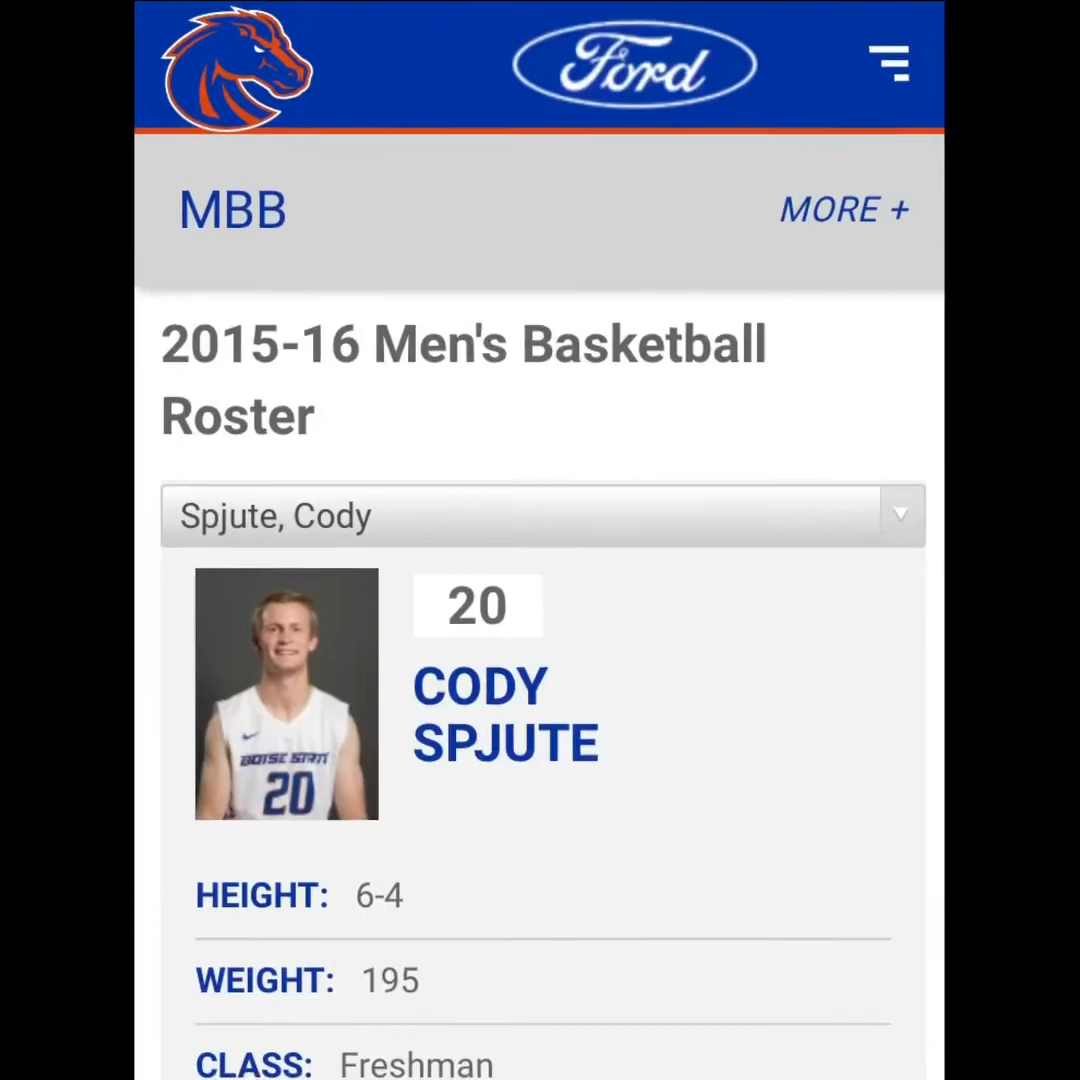 Ford
MBB
MORE +
2015-16 Men's Basketball
Roster
Spjute, Cody
20
CODY
SPJUTE
BOISE STATE
20
HEIGHT: 6-4
WEIGHT: 195
CLASS: Freshman